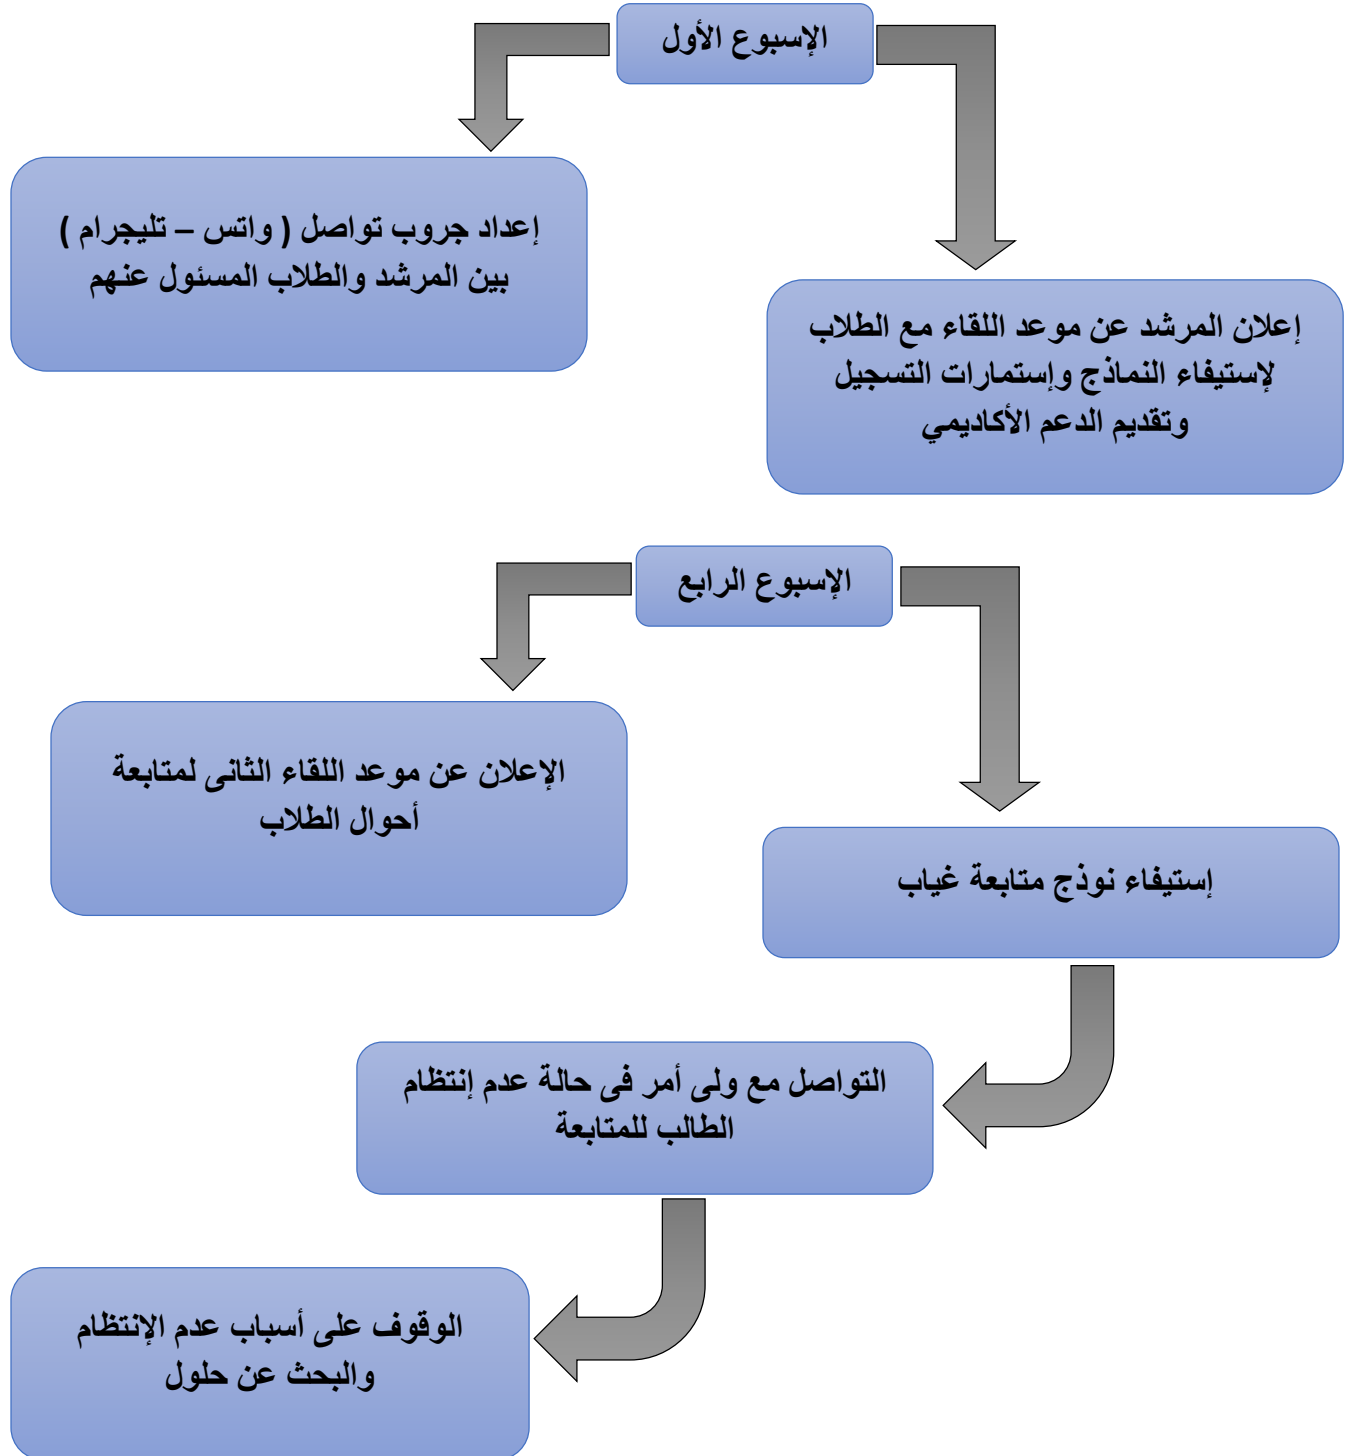 الإسبوع الأول
إعلان المرشد عن موعد اللقاء مع الطلاب
لإستيفاء النماذج وإستمارات التسجيل
وتقديم الدعم الأكاديمي
إعداد جروب تواصل ( واتس – تليجرام )
بين المرشد والطلاب المسئول عنهم
الإسبوع الرابع
إستيفاء نوذج متابعة غياب
الإعلان عن موعد اللقاء الثانى لمتابعة
أحوال الطلاب
التواصل مع ولى أمر فى حالة عدم إنتظام
الطالب للمتابعة
الوقوف على أسباب عدم الإنتظام
والبحث عن حلول